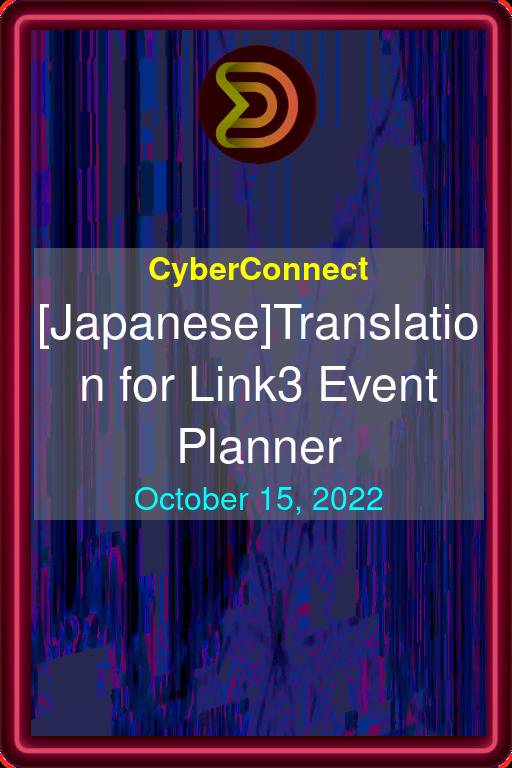 CyberConnect
[Japanese]Translatio
n for Link3 Event
Planner
October 15, 2022